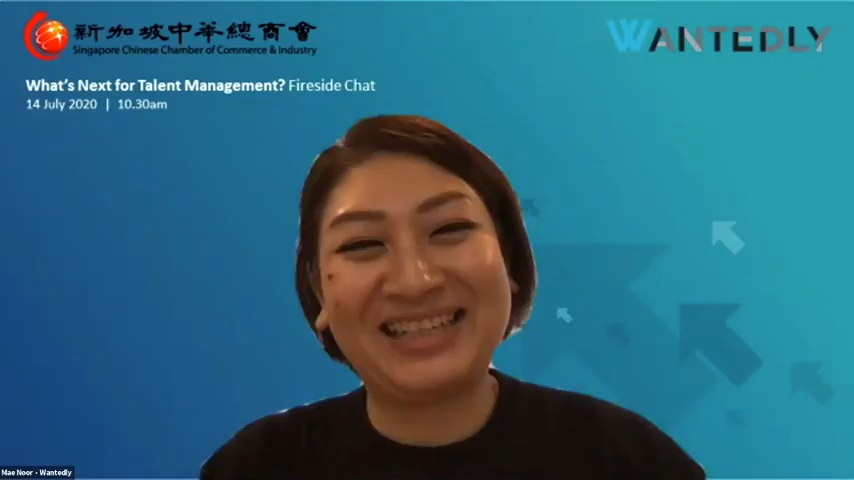 新加坡中华總商會
Singapore Chinese Chamber of Commerce & Industry
WANTEDLY
What's Next for Talent Management? Fireside Chat
14 July 2020 | 10.30am
Mae Noor - Wantedly